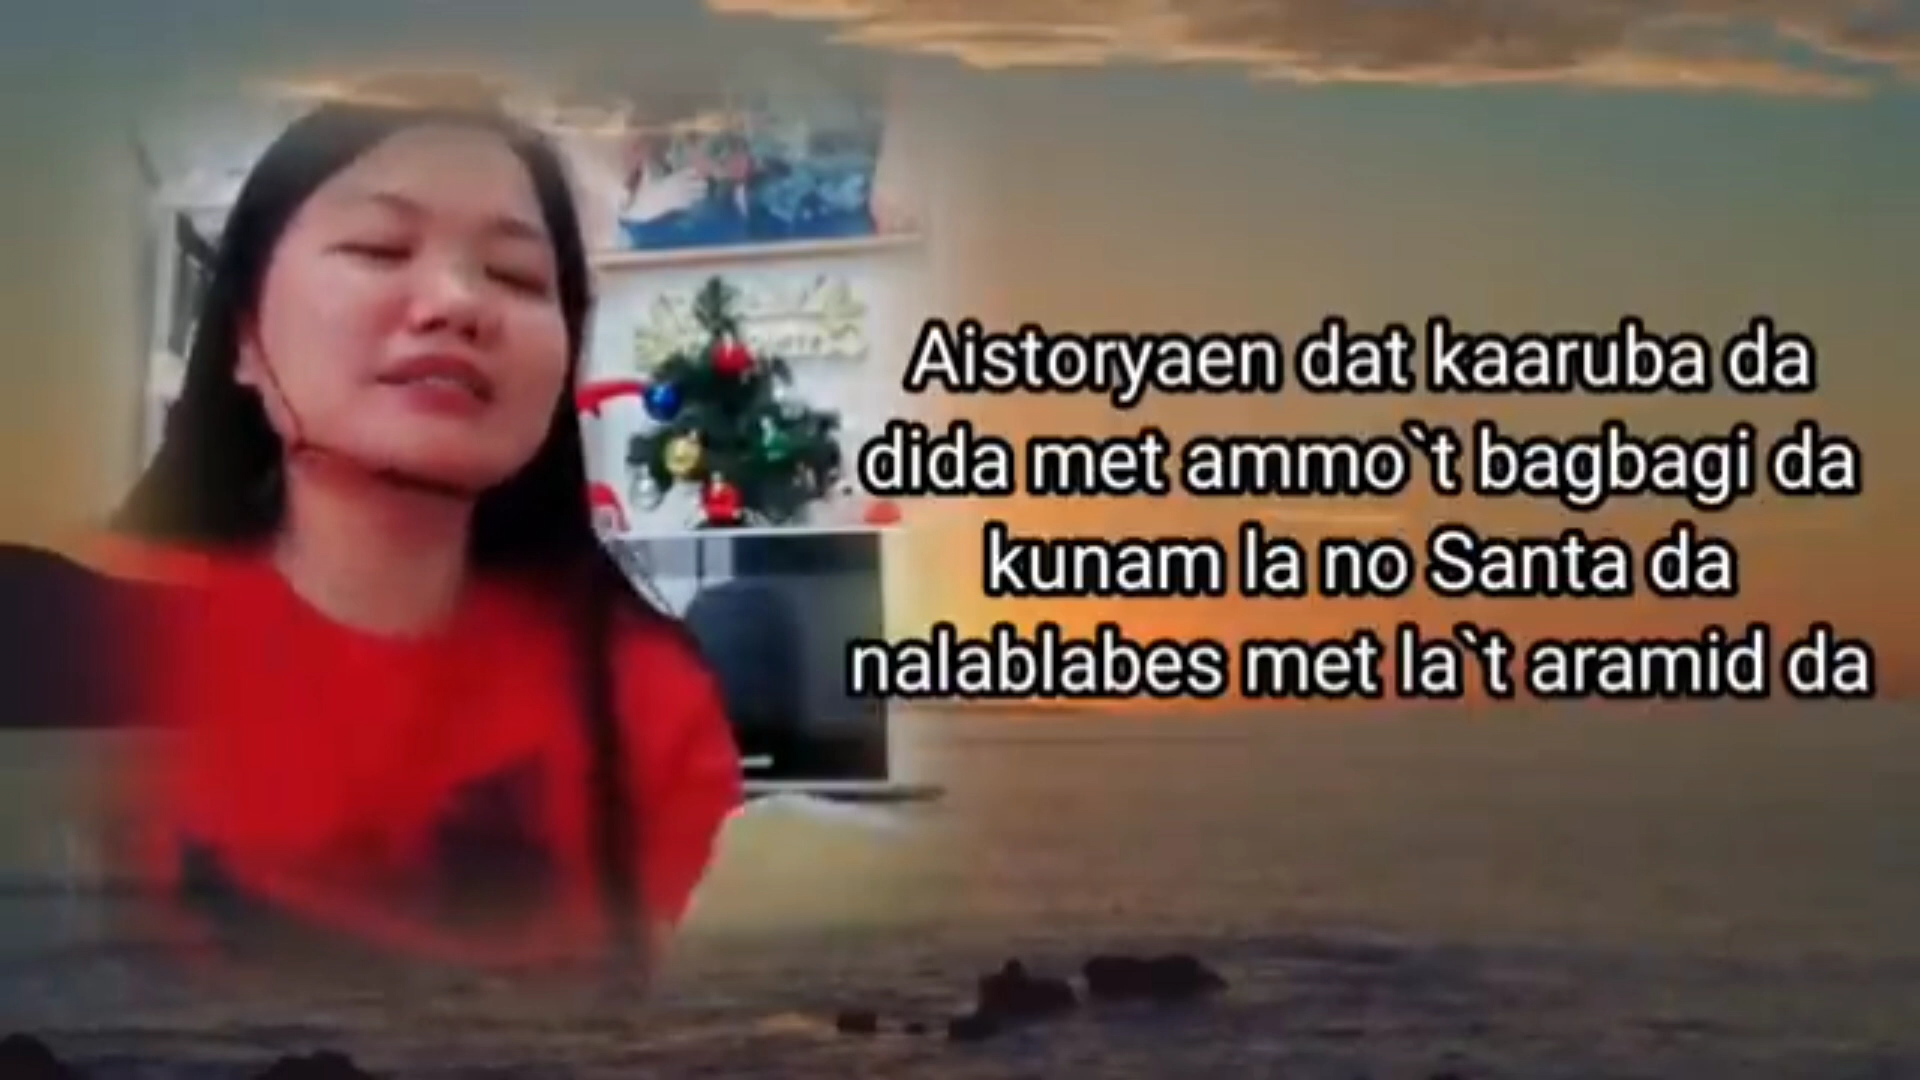 Aistoryaen dat kaaruba da
dida met ammo`t bagbagi da
kunam la no Santa da
nalablabes met la`t aramid da